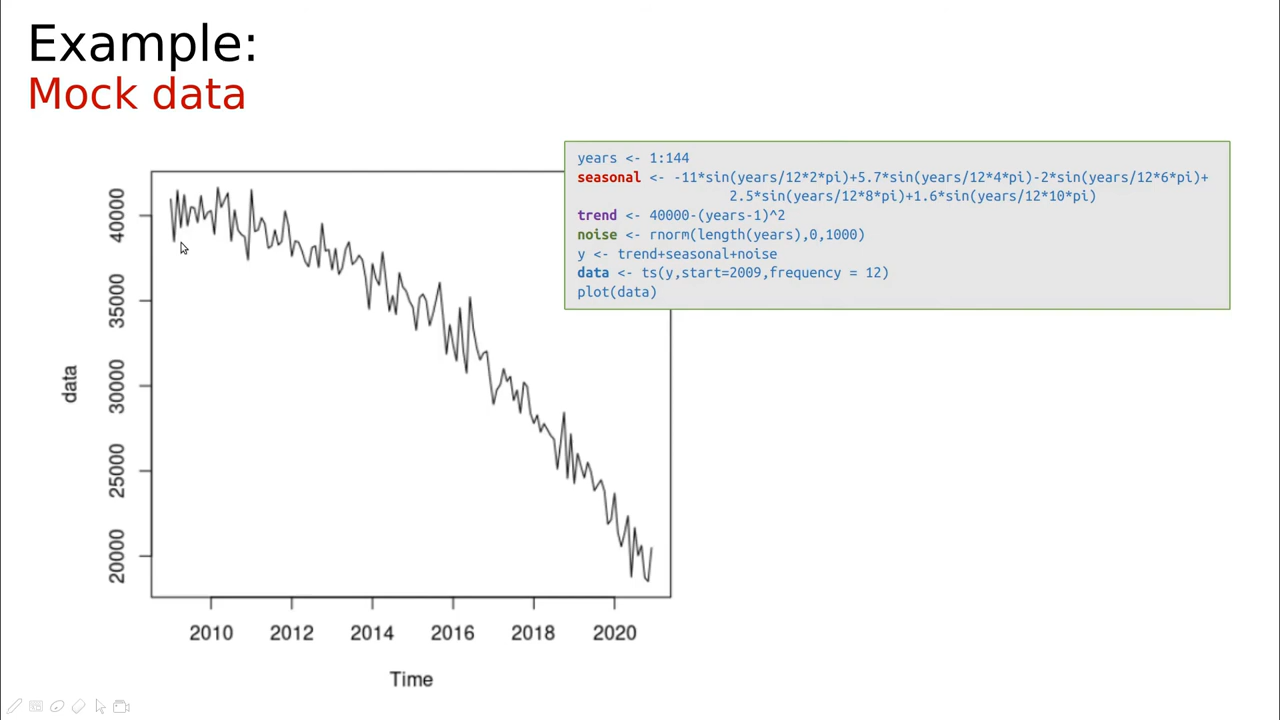 Example:
Mock data
years <- 1:144
seasonal <- -11*sin(years/12*2*pi)+5.7*sin(years/12*4*pi)-2*sin(years/12*6*pi)+
2.5*sin(years/12*8*pi)+1.6*sin(years/12*10*pi)
trend <- 40000-(years-1)^2
noise <- rnorm(length(years),0,1000)
y <- trend+seasonal+noise
data <- ts(y,start=2009,frequency = 12)
plot(data)
data
40000
35000
30000
25000
20000
2010 2012 2014 2016 2018 2020
Time